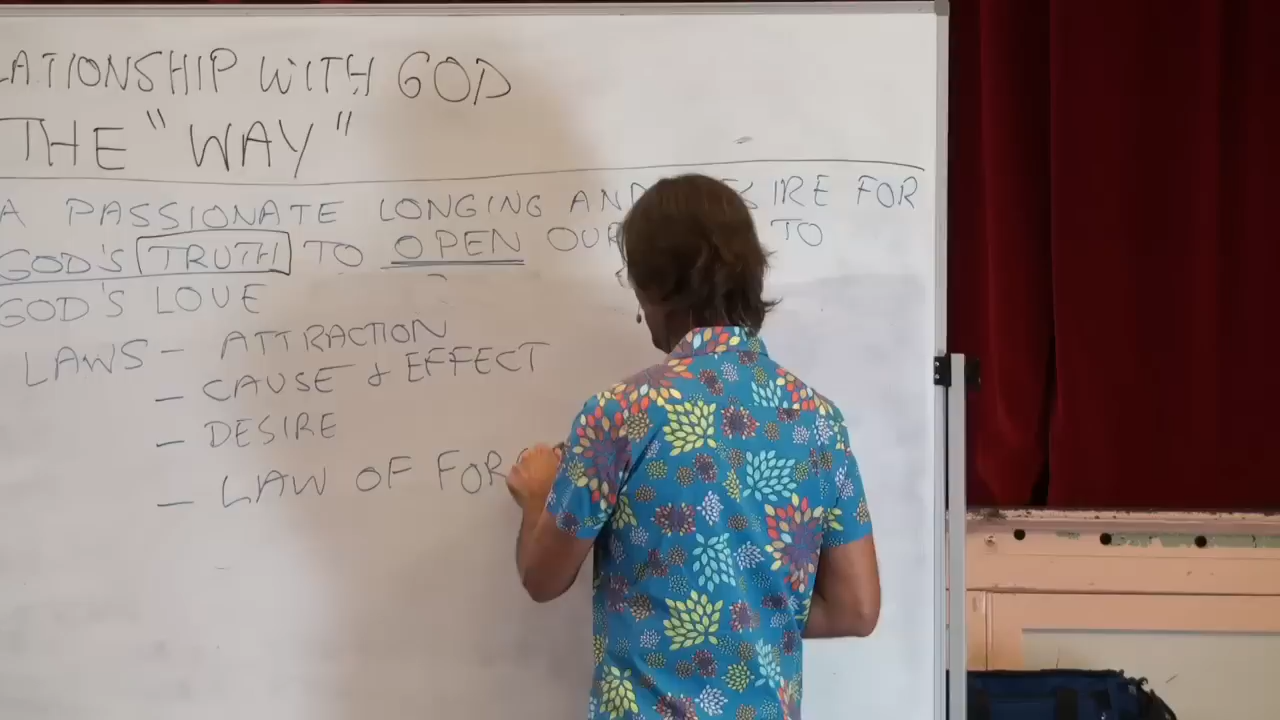 LATIONSHIP WITH GOD
THE "WAY"
A PASSIONATE LONGING AND IRE FOR
GOD'S TRUTH TO OPEN OUR TO
GOD'S LOVE
LAWS - ATTRACTION
- CAUSE & EFFECT
- DESIRE
- LAW OF FOR